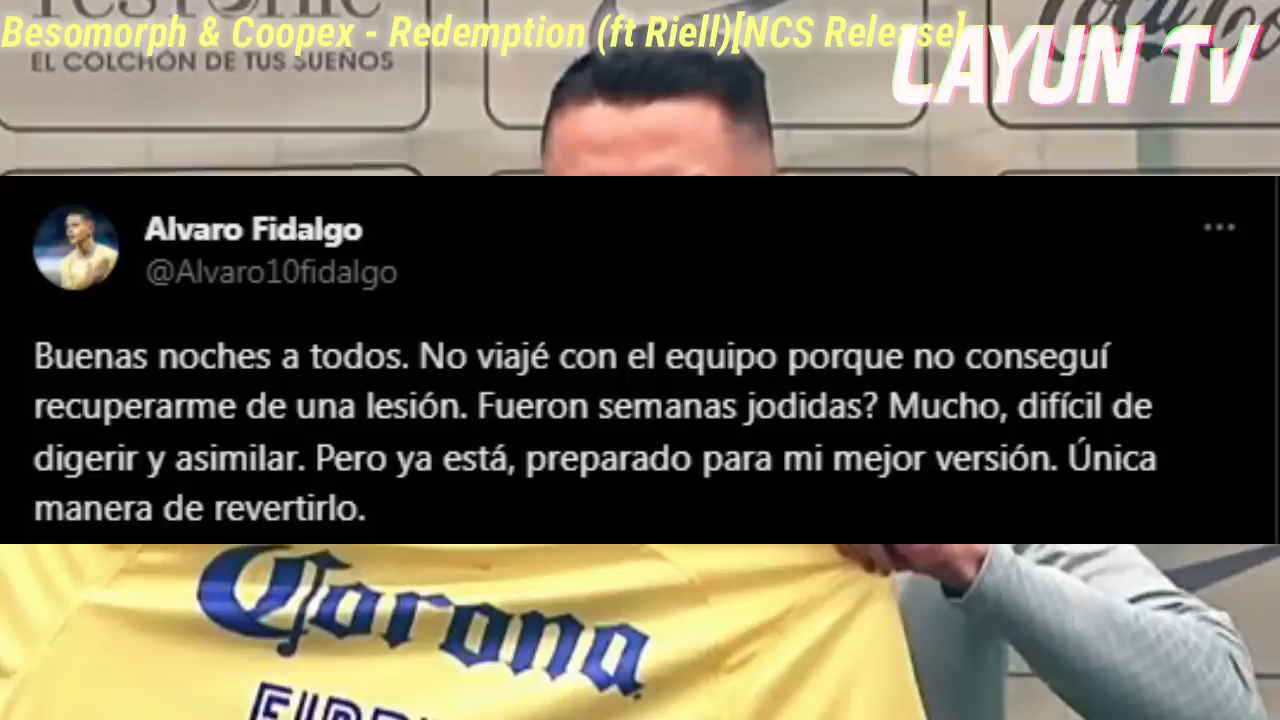 Besomorph & Coopex - Redemption (ft Riell)[NCS Release]
EL COLCHÓN DE TUS SUEÑOS
LAYUN TV
Alvaro Fidalgo
@Alvaro10fidalgo
Buenas noches a todos. No viajé con el equipo porque no conseguí
recuperarme de una lesión. Fueron semanas jodidas? Mucho, difícil de
digerir y asimilar. Pero ya está, preparado para mi mejor versión. Única
manera de revertirlo.
Corona